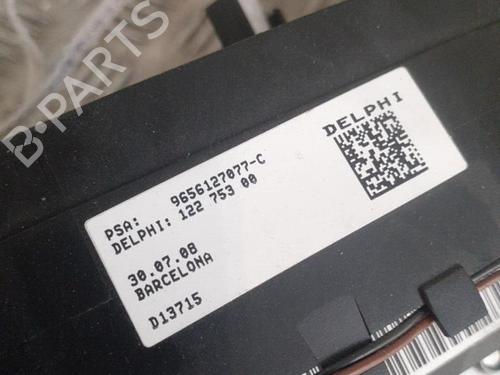 B-PARTS
DELPHI
PSA: 9656127077-C
DELPHI: 122 753 00
30.07.08
BARCELONA
D13715